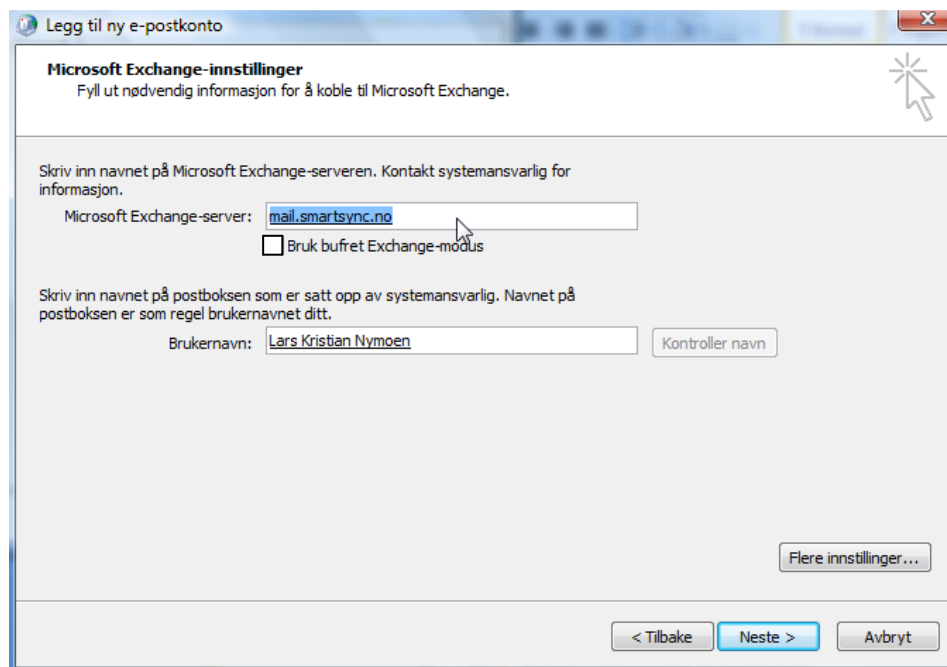 Legg til ny e-postkonto
Microsoft Exchange-innstillinger
Fyll ut nødvendig informasjon for å koble til Microsoft Exchange.
Skriv inn navnet på Microsoft Exchange-serveren. Kontakt systemansvarlig for
informasjon.
Microsoft Exchange-server: mail.smartsync.no
Bruk bufret Exchange-modus
Skriv inn navnet på postboksen som er satt opp av systemansvarlig. Navnet på
postboksen er som regel brukernavnet ditt.
Brukernavn: Lars Kristian Nymoen Kontroller navn
Flere innstillinger...
< Tilbake Neste > Avbryt